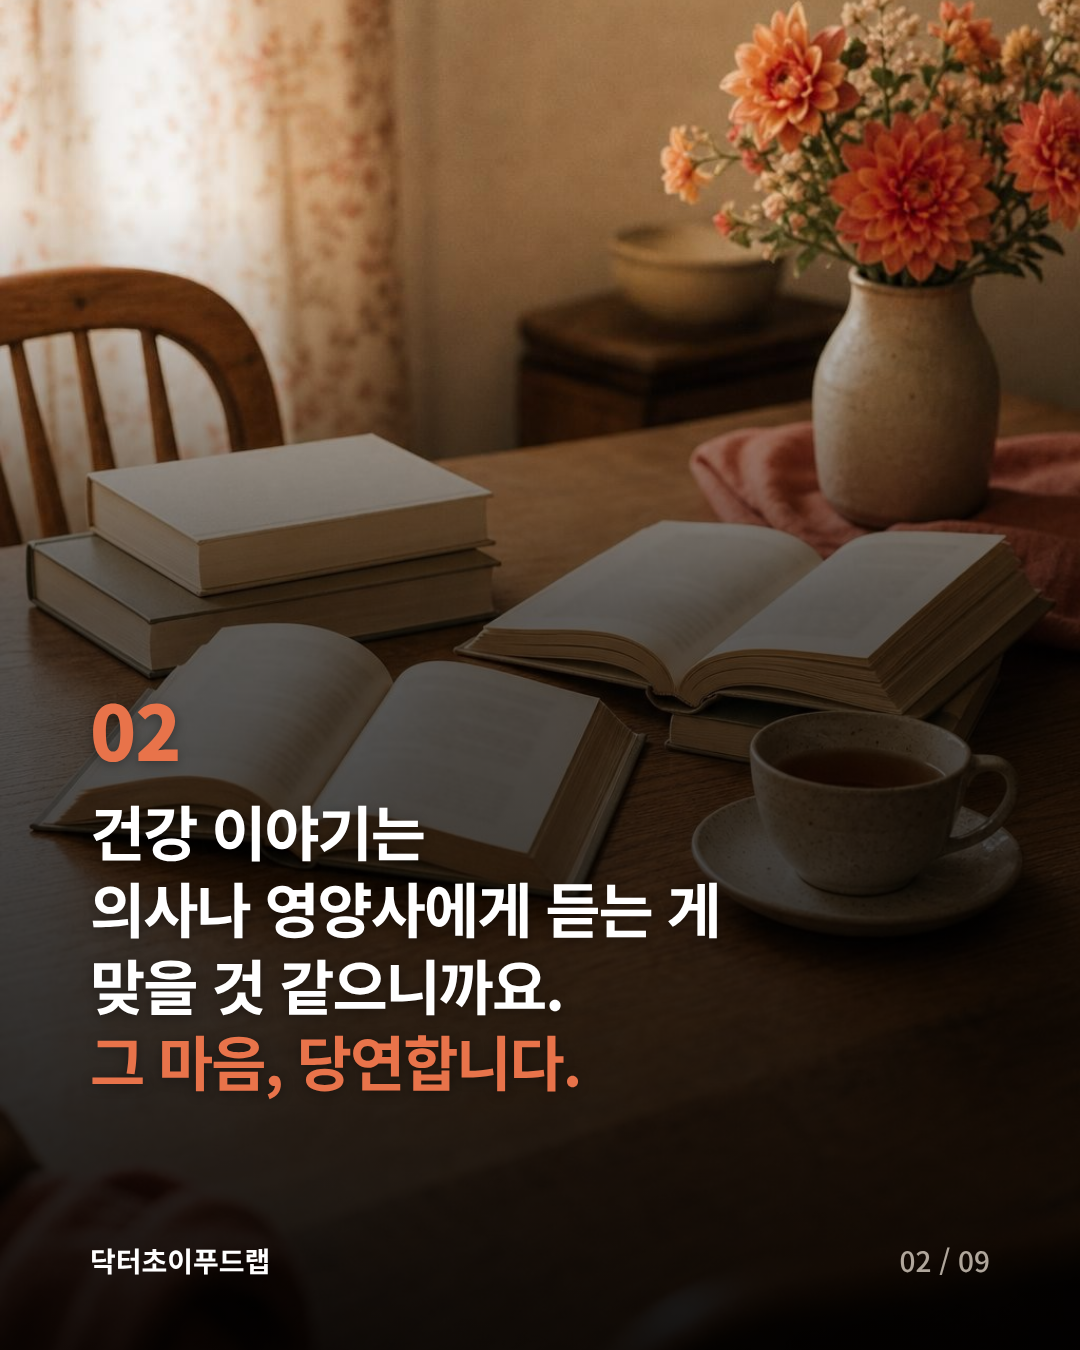 02
건강 이야기는
의사나 영양사에게 듣는 게
맞을 것 같으니까요.
그 마음, 당연합니다.
닥터초이푸드랩
02 / 09